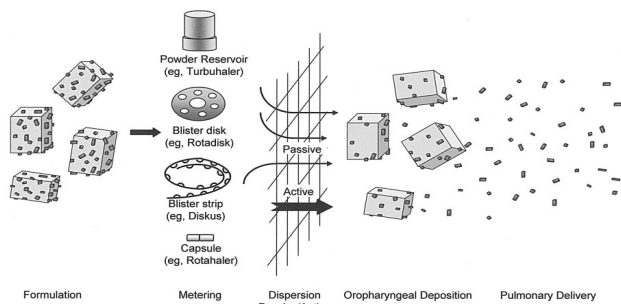 Powder Reservoir
(eg, Turbuhaler)
Blister disk
(eg, Rotadisk)
Passive
Active
Blister strip
(eg, Diskus)
Capsule
(eg, Rotahaler)
Formulation
Metering
Dispersion
Oropharyngeal Deposition
Pulmonary Delivery